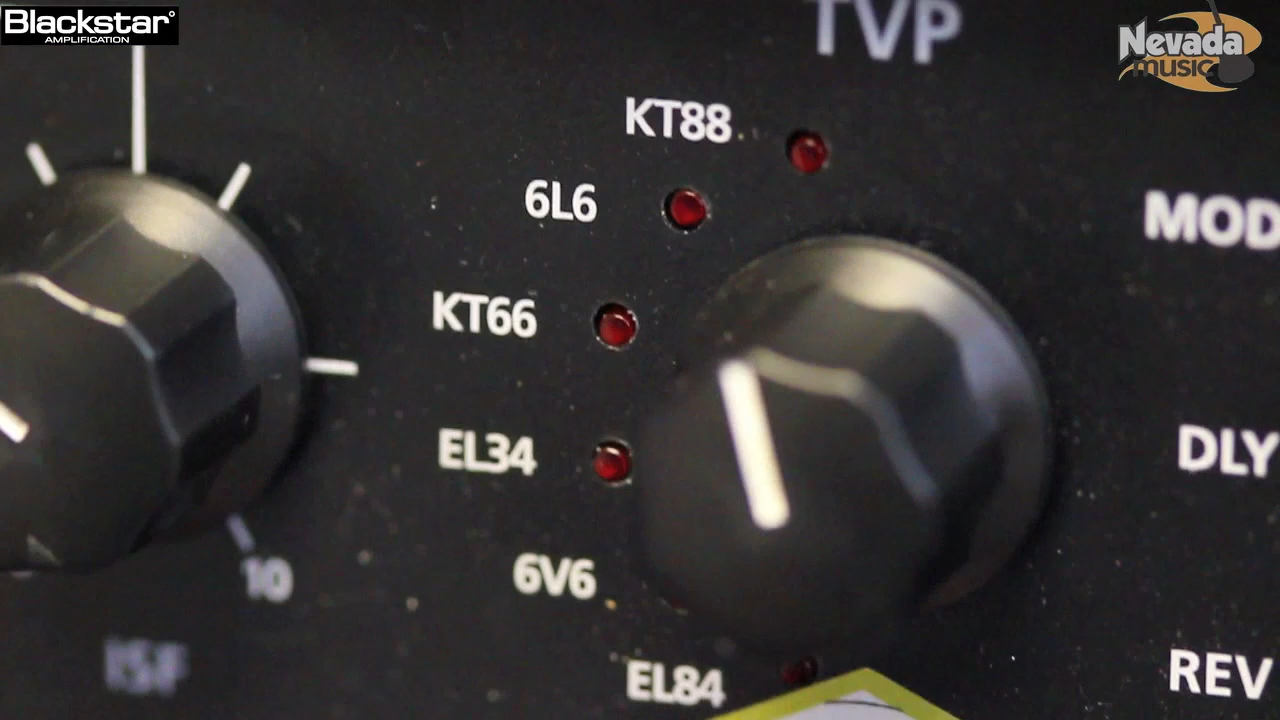 Blackstar
AMPLIFICATION
Nevada
music
TVP
KT88
6L6
KT66
EL34
6V6
EL84
10
ISF
MOD
DLY
REV